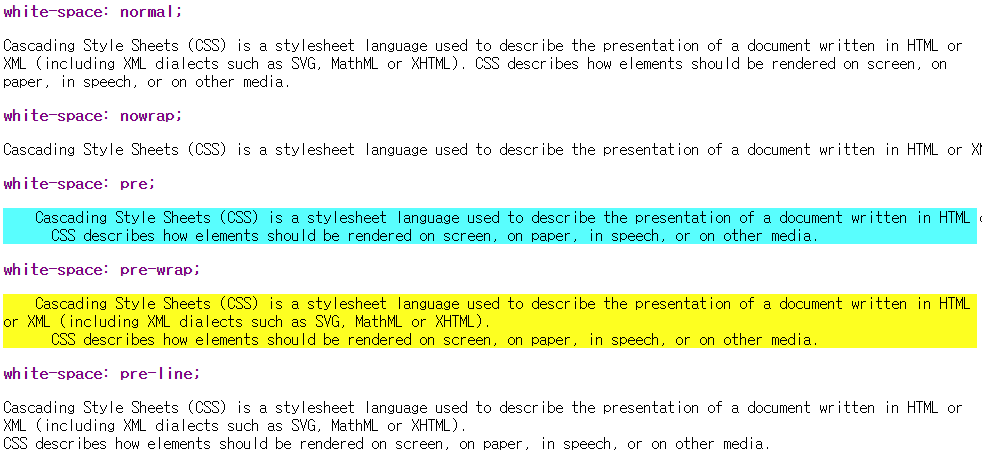 white-space: normal;
Cascading Style Sheets (CSS) is a stylesheet language used to describe the presentation of a document written in HTML or
XML (including XML dialects such as SVG, MathML or XHTML). CSS describes how elements should be rendered on screen, on
paper, in speech, or on other media.
white-space: nowrap;
Cascading Style Sheets (CSS) is a stylesheet language used to describe the presentation of a document written in HTML or
white-space: pre;
Cascading Style Sheets (CSS) is a stylesheet language used to describe the presentation of a document written in HTML
CSS describes how elements should be rendered on screen, on paper, in speech, or on other media.
white-space: pre-wrap;
Cascading Style Sheets (CSS) is a stylesheet language used to describe the presentation of a document written in HTML
or XML (including XML dialects such as SVG, MathML or XHTML).
CSS describes how elements should be rendered on screen, on paper, in speech, or on other media.
white-space: pre-line;
Cascading Style Sheets (CSS) is a stylesheet language used to describe the presentation of a document written in HTML or
XML (including XML dialects such as SVG, MathML or XHTML).
CSS describes how elements should be rendered on screen, on paper, in speech, or on other media.